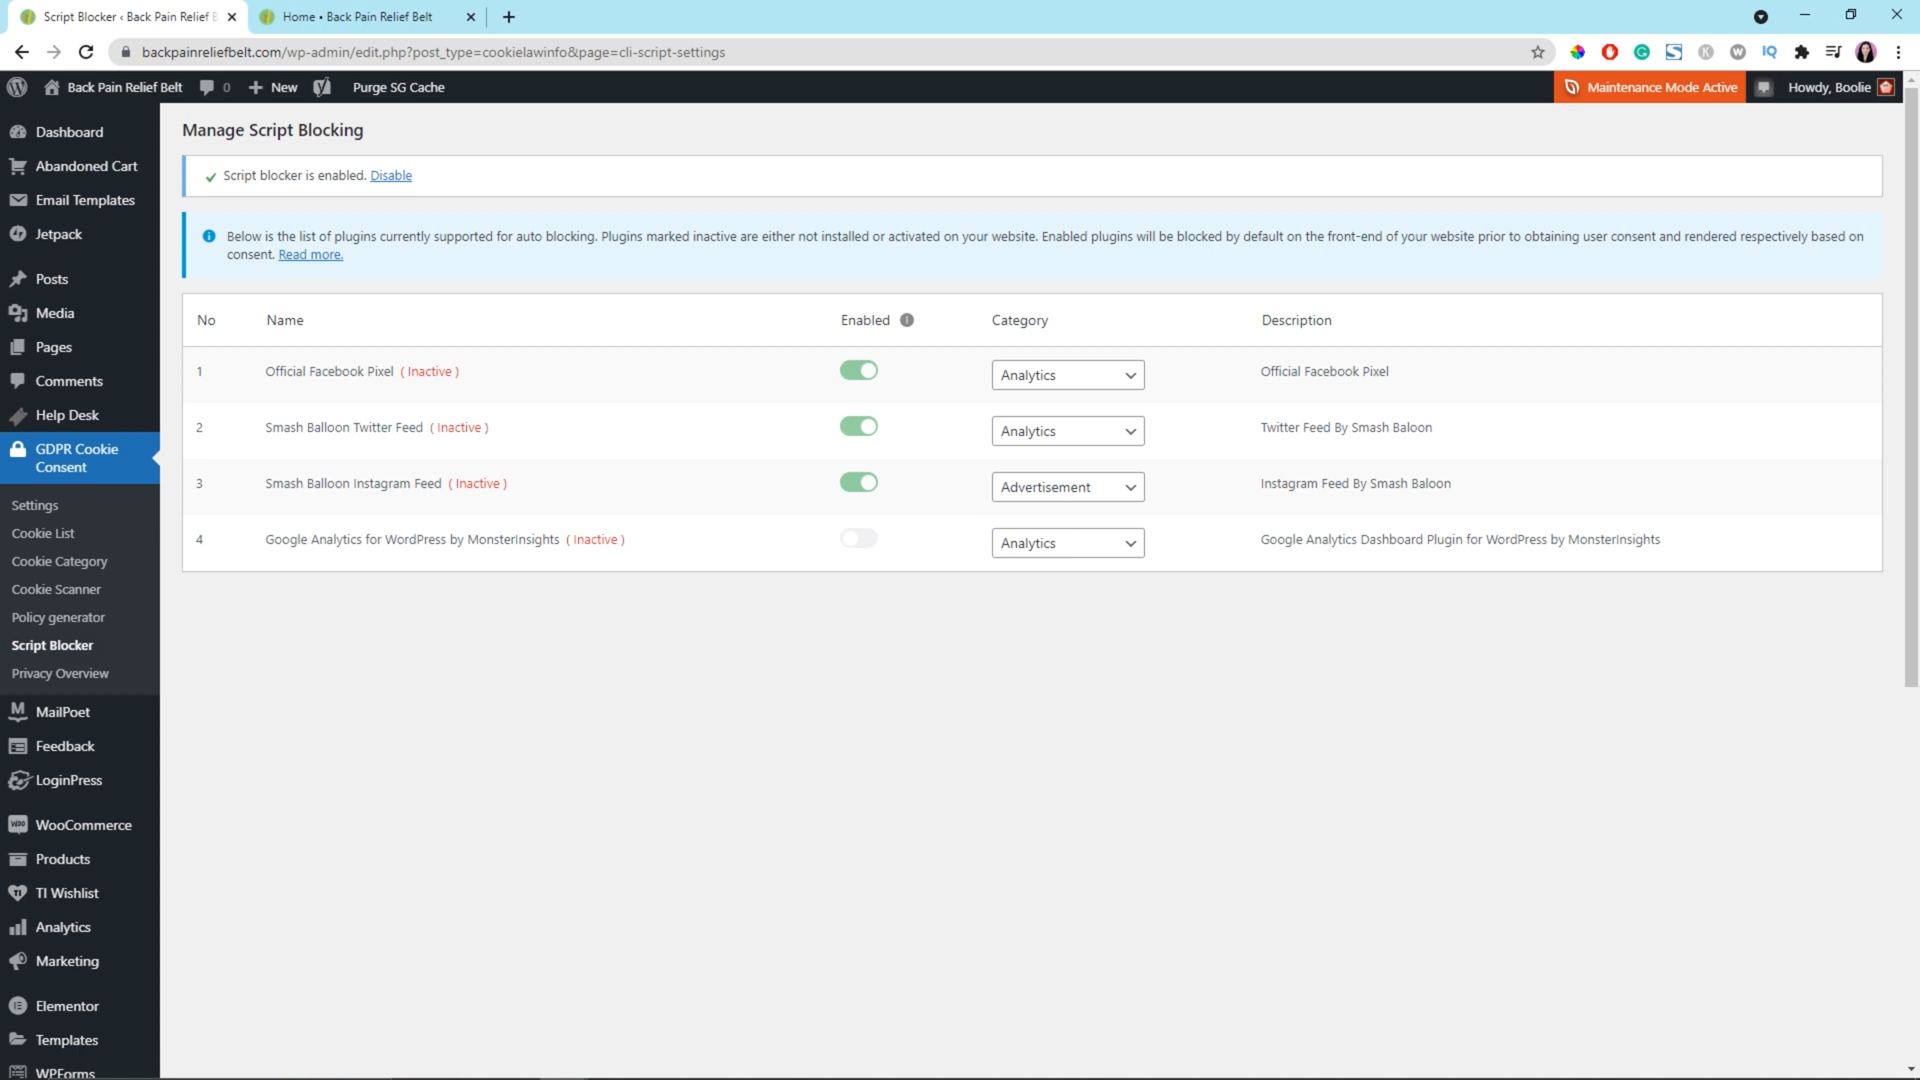 Script Blocker ‹ Back Pain Relief B
Home • Back Pain Relief Belt
backpainreliefbelt.com/wp-admin/edit.php?post_type=cookielawinfo&page=cli-script-settings
Back Pain Relief Belt
0
New
Purge SG Cache
Maintenance Mode Active
Howdy, Boolie
Dashboard
Abandoned Cart
Email Templates
Jetpack
Posts
Media
Pages
Comments
Help Desk
GDPR Cookie
Consent
Settings
Cookie List
Cookie Category
Cookie Scanner
Policy generator
Script Blocker
Privacy Overview
MailPoet
Feedback
LoginPress
WooCommerce
Products
TI Wishlist
Analytics
Marketing
Elementor
Templates
WPForms
Manage Script Blocking
Script blocker is enabled. Disable
Below is the list of plugins currently supported for auto blocking. Plugins marked inactive are either not installed or activated on your website. Enabled plugins will be blocked by default on the front-end of your website prior to obtaining user consent and rendered respectively based on
consent. Read more.
No Name Enabled Category Description
1 Official Facebook Pixel ( Inactive ) Analytics Official Facebook Pixel
2 Smash Balloon Twitter Feed ( Inactive ) Analytics Twitter Feed By Smash Baloon
3 Smash Balloon Instagram Feed ( Inactive ) Advertisement Instagram Feed By Smash Baloon
4 Google Analytics for WordPress by MonsterInsights ( Inactive ) Analytics Google Analytics Dashboard Plugin for WordPress by MonsterInsights